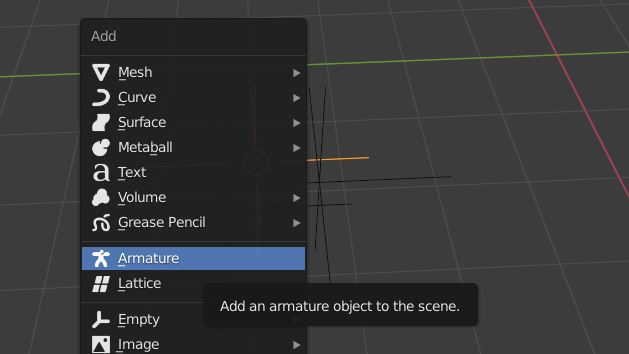 Add
Mesh
Curve
Surface
Metaball
Text
Volume
Grease Pencil
Armature
Lattice
Add an armature object to the scene.
Empty
Image